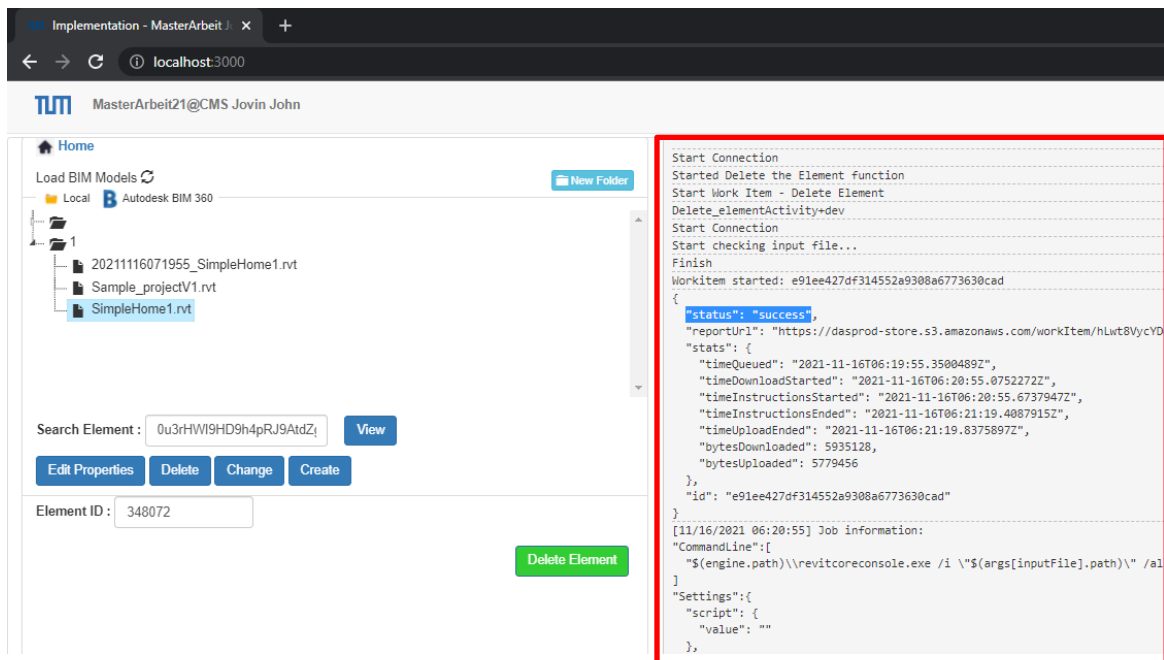 Implementation - MasterArbeit J
localhost:3000
TUM MasterArbeit21@CMS Jovin John
Home
Load BIM Models
New Folder
Local B Autodesk BIM 360
1
20211116071955_SimpleHome1.rvt
Sample_projectV1.rvt
SimpleHome1.rvt
Search Element : 0u3rHWI9HD9h4pRJ9AtdZ View
Edit Properties Delete Change Create
Element ID : 348072
Delete Element
Start Connection
Started Delete the Element function
Start Work Item - Delete Element
Delete_elementActivity+dev
Start Connection
Start checking input file...
Finish
Workitem started: e91ee427df314552a9308a6773630cad
{
"status": "success",
"reportUrl": "https://dasprod-store.s3.amazonaws.com/workItem/hLwt8VycYD
"stats": {
"timeQueued": "2021-11-16T06:19:55.3500489Z",
"timeDownloadStarted": "2021-11-16T06:20:55.0752272Z",
"timeInstructionsStarted": "2021-11-16T06:20:55.6737947Z",
"timeInstructionsEnded": "2021-11-16T06:21:19.4087915Z",
"timeUploadEnded": "2021-11-16T06:21:19.8375897Z",
"bytesDownloaded": 5935128,
"bytesUploaded": 5779456
},
"id": "e91ee427df314552a9308a6773630cad"
}
[11/16/2021 06:20:55] Job information:
"CommandLine":[
"$(engine.path)\\revitcoreconsole.exe /i \"$(args[inputFile].path)\" /al
]
"Settings":{
"script": {
"value": ""
},